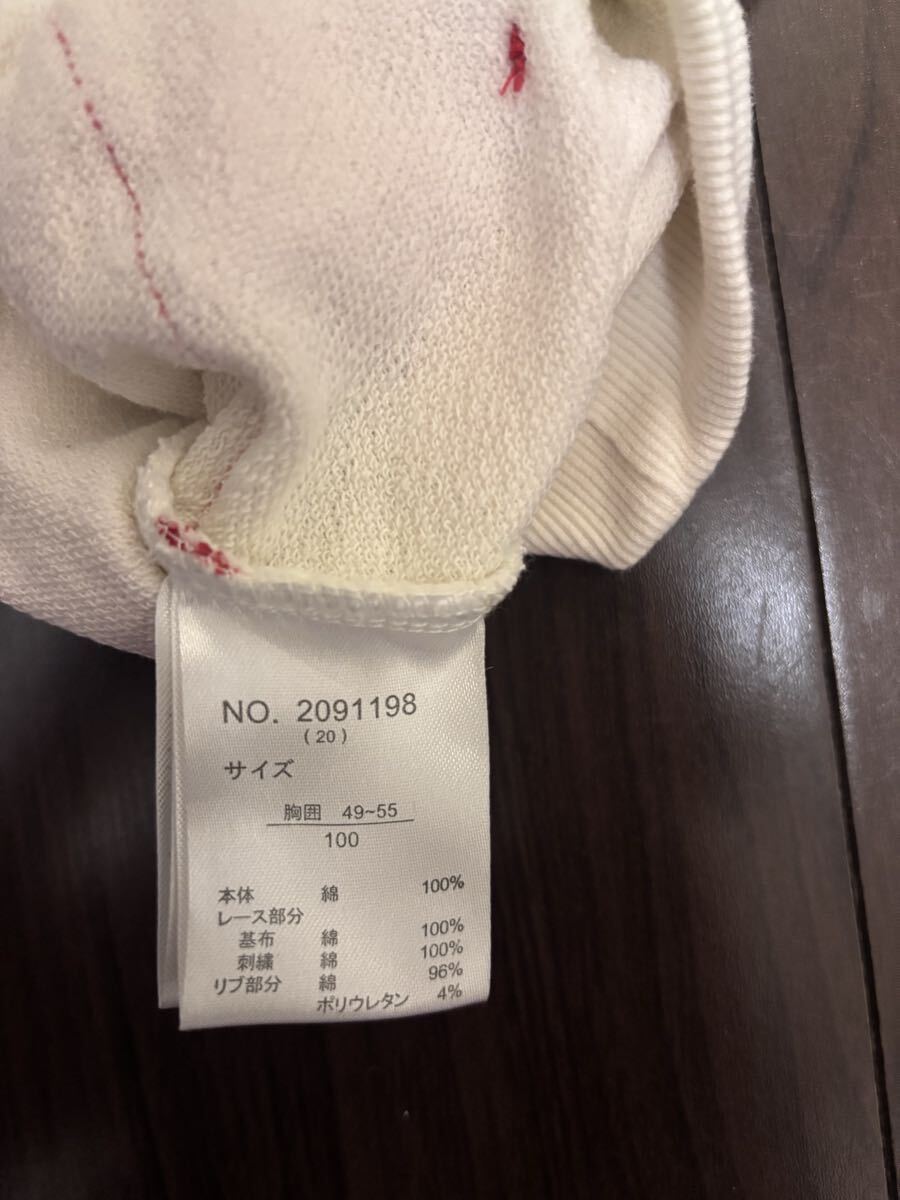 NO. 2091198
(20)
サイズ
胸囲 49~55
100
本体 綿 100%
レース部分
基布 綿 100%
刺繍 綿 100%
リブ部分 綿 96%
ポリウレタン 4%